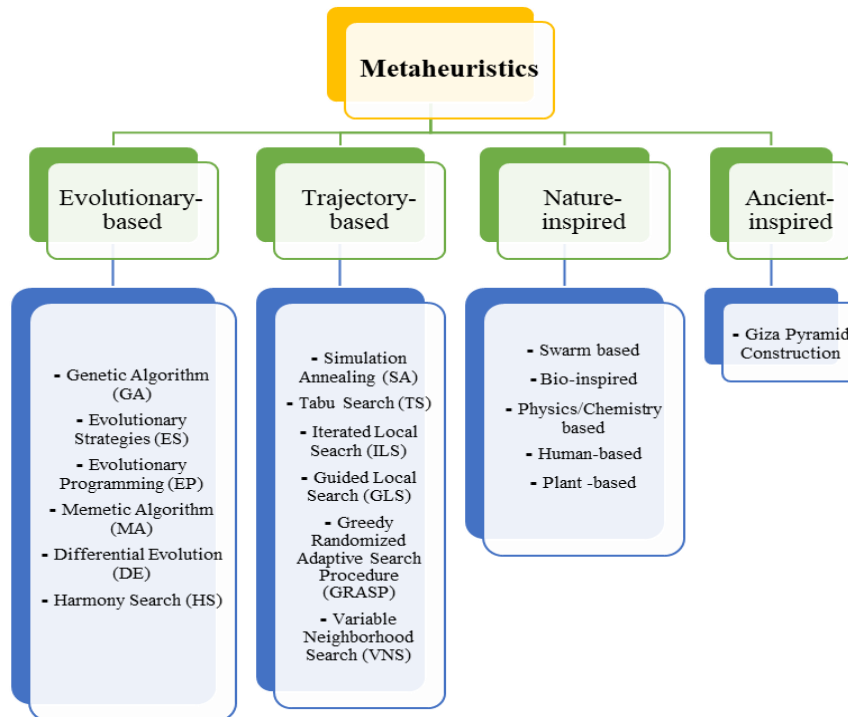 Metaheuristics
Evolutionary-
based
Trajectory-
based
Nature-
inspired
Ancient-
inspired
- Genetic Algorithm
(GA)
- Evolutionary
Strategies (ES)
- Evolutionary
Programming (EP)
- Memetic Algorithm
(MA)
- Differential Evolution
(DE)
- Harmony Search (HS)
- Simulation
Annealing (SA)
- Tabu Search (TS)
- Iterated Local
Seacrh (ILS)
- Guided Local
Search (GLS)
- Greedy
Randomized
Adaptive Search
Procedure
(GRASP)
- Variable
Neighborhood
Search (VNS)
- Swarm based
- Bio-inspired
- Physics/Chemistry
based
- Human-based
- Plant -based
- Giza Pyramid
Construction